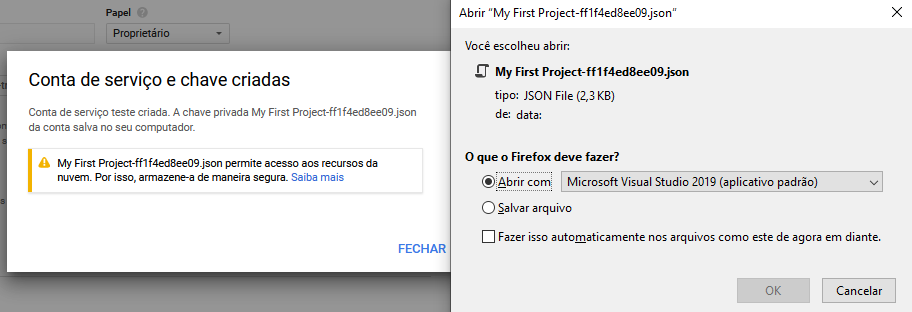 Papel
Proprietário
Conta de serviço e chave criadas
Conta de serviço teste criada. A chave privada My First Project-ff1f4ed8ee09.json
da conta salva no seu computador.
My First Project-ff1f4ed8ee09.json permite acesso aos recursos da
nuvem. Por isso, armazene-a de maneira segura. Saiba mais
FECHAR
Abrir "My First Project-ff1f4ed8ee09.json"
Você escolheu abrir:
My First Project-ff1f4ed8ee09.json
tipo: JSON File (2,3 KB)
de: data:
O que o Firefox deve fazer?
Abrir com
Microsoft Visual Studio 2019 (aplicativo padrão)
Salvar arquivo
Fazer isso automaticamente nos arquivos como este de agora em diante.
OK
Cancelar